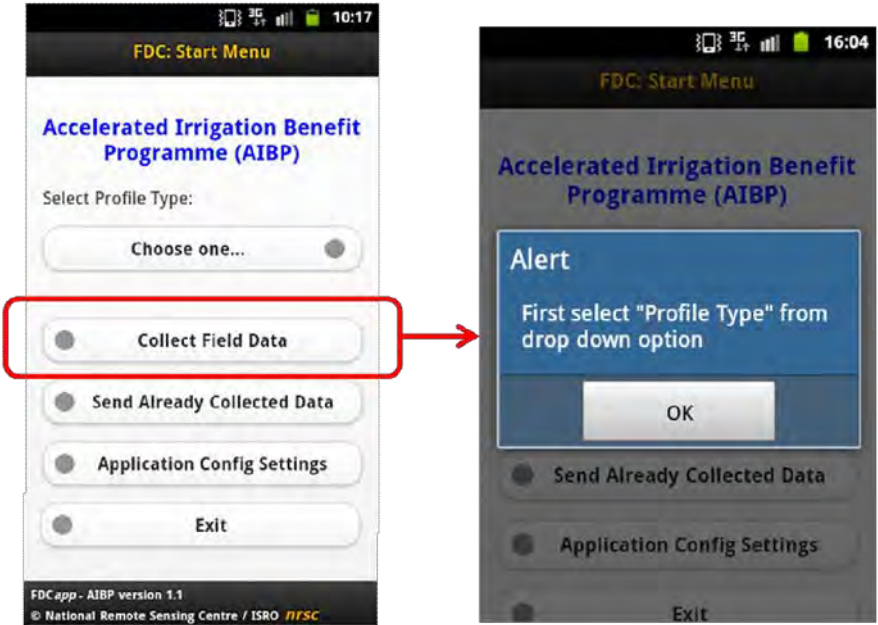 3G 10:17
FDC: Start Menu
Accelerated Irrigation Benefit
Programme (AIBP)
Select Profile Type:
Choose one...
Collect Field Data
Send Already Collected Data
Application Config Settings
Exit
FDCapp - AIBP version 1.1
© National Remote Sensing Centre / ISRO nrsc
3G 16:04
FDC: Start Menu
Accelerated Irrigation Benefit
Programme (AIBP)
Alert
First select "Profile Type" from
drop down option
OK
Send Already Collected Data
Application Config Settings
Exit